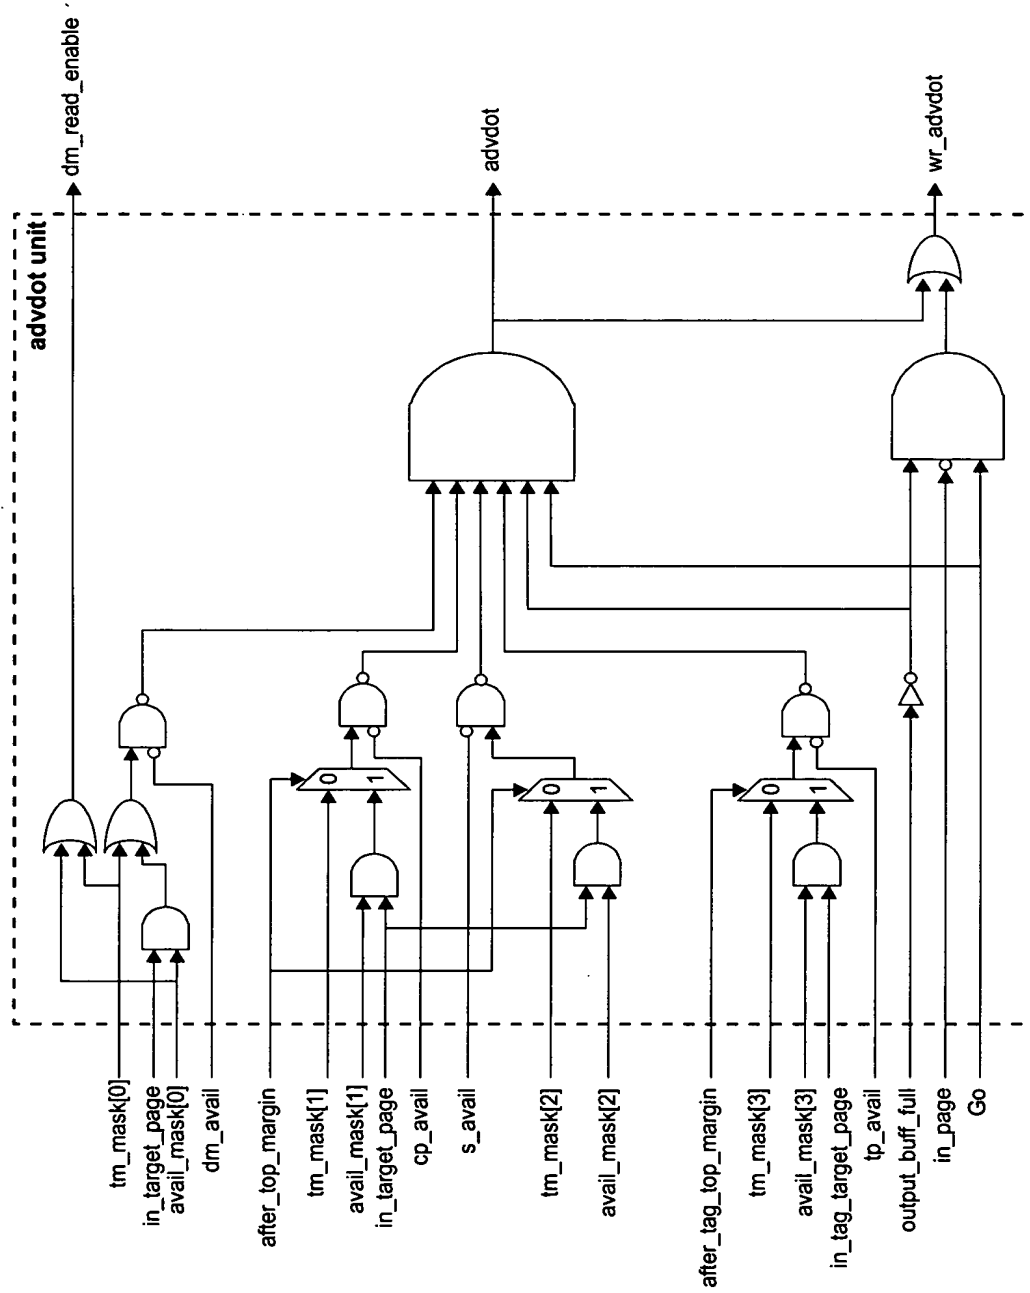 dm_read_enable
advdot
wr_advdot
advdot unit
0
1
0
1
0
1
tm_mask[0]
in_target_page
avail_mask[0]
dm_avail
after_top_margin
tm_mask[1]
avail_mask[1]
in_target_page
cp_avail
s_avail
tm_mask[2]
avail_mask[2]
after_tag_top_margin
tm_mask[3]
avail_mask[3]
in_tag_target_page
tp_avail
output_buff_full
in_page
Go